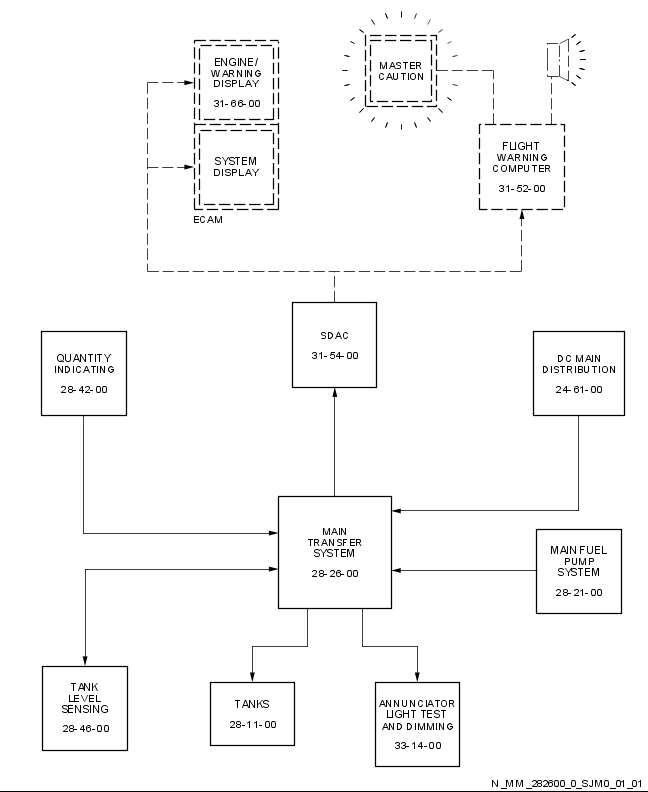 ENGINE/
WARNING
DISPLAY
31-66-00
SYSTEM
DISPLAY
ECAM
MASTER
CAUTION
FLIGHT
WARNING
COMPUTER
31-52-00
SDAC
31-54-00
QUANTITY
INDICATING
28-42-00
DC MAIN
DISTRIBUTION
24-61-00
MAIN
TRANSFER
SYSTEM
28-26-00
MAIN FUEL
PUMP
SYSTEM
28-21-00
TANK
LEVEL
SENSING
28-46-00
TANKS
28-11-00
ANNUNCIATOR
LIGHT TEST
AND DIMMING
33-14-00
N_MM_282600_0_SJM0_01_01